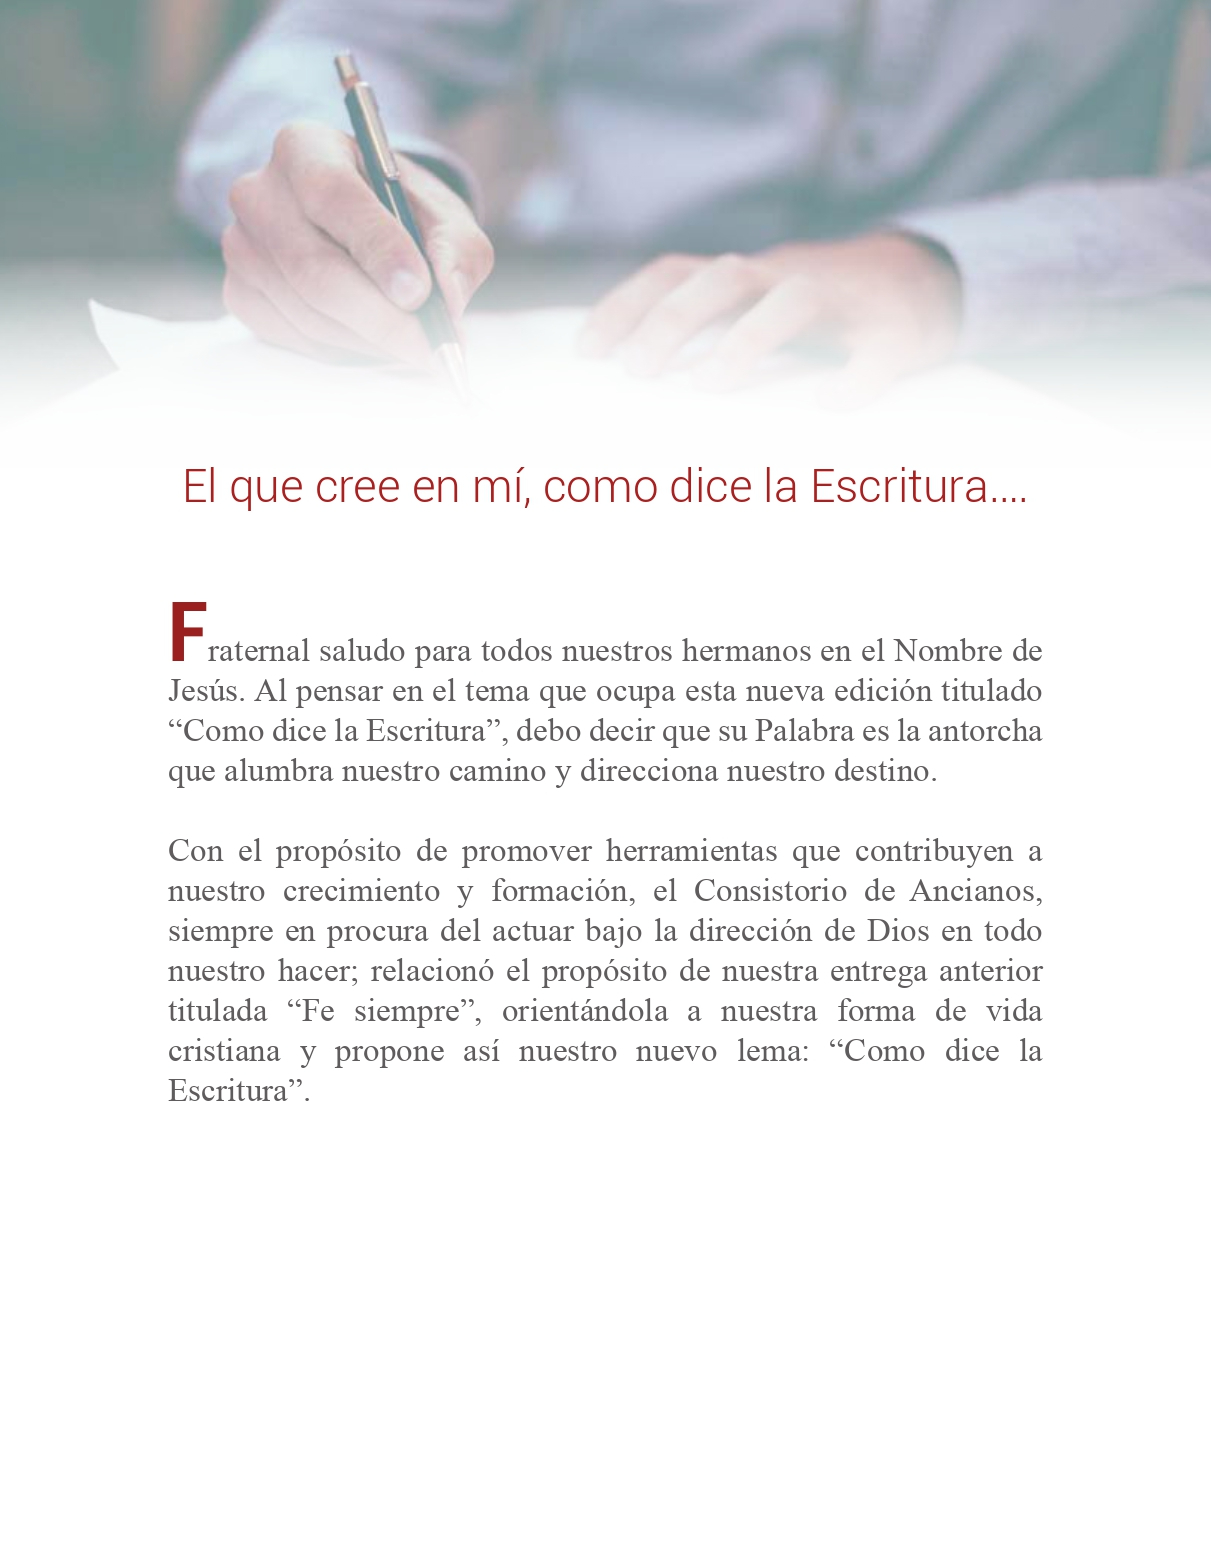 El que cree en mí, como dice la Escritura....
Fraternal saludo para todos nuestros hermanos en el Nombre de
Jesús. Al pensar en el tema que ocupa esta nueva edición titulado
“Como dice la Escritura”, debo decir que su Palabra es la antorcha
que alumbra nuestro camino y direcciona nuestro destino.
Con el propósito de promover herramientas que contribuyen a
nuestro crecimiento y formación, el Consistorio de Ancianos,
siempre en procura del actuar bajo la dirección de Dios en todo
nuestro hacer; relacionó el propósito de nuestra entrega anterior
titulada “Fe siempre”, orientándola a nuestra forma de vida
cristiana y propone así nuestro nuevo lema: “Como dice la
Escritura”.